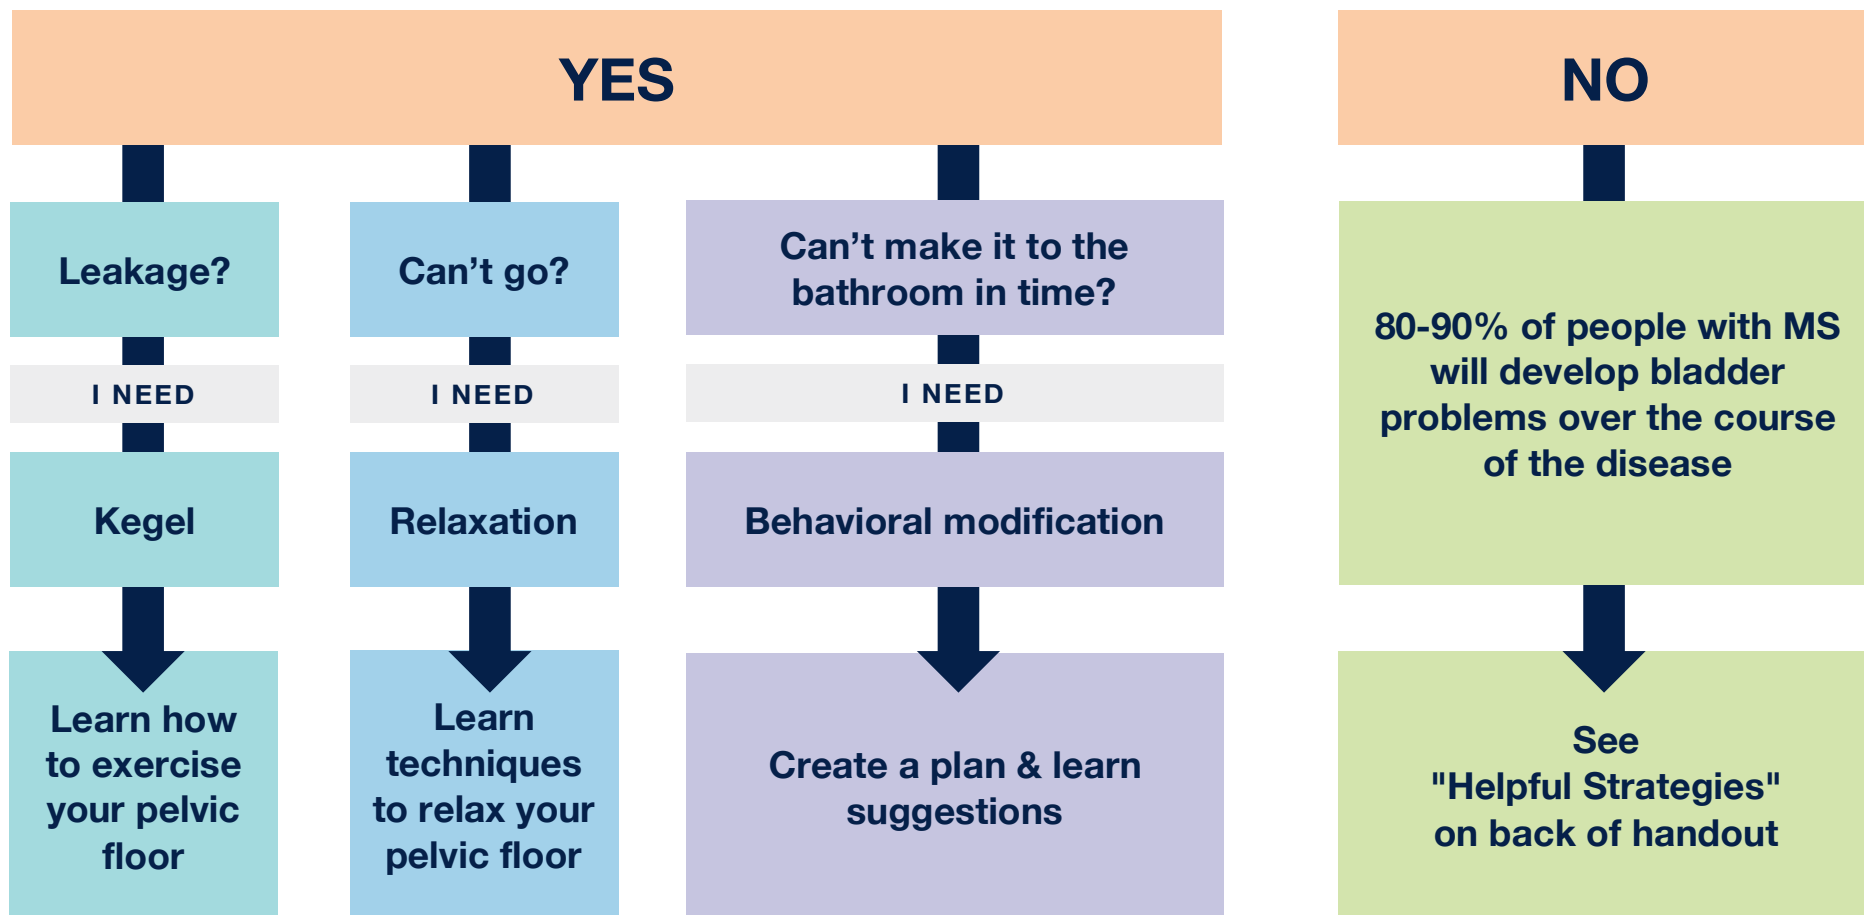 YES
Leakage?
I NEED
Kegel
Learn how
to exercise
your pelvic
floor
Can’t go?
I NEED
Relaxation
Learn
techniques
to relax your
pelvic floor
Can’t make it to the
bathroom in time?
I NEED
Behavioral modification
Create a plan & learn
suggestions
NO
80-90% of people with MS
will develop bladder
problems over the course
of the disease
See
"Helpful Strategies"
on back of handout